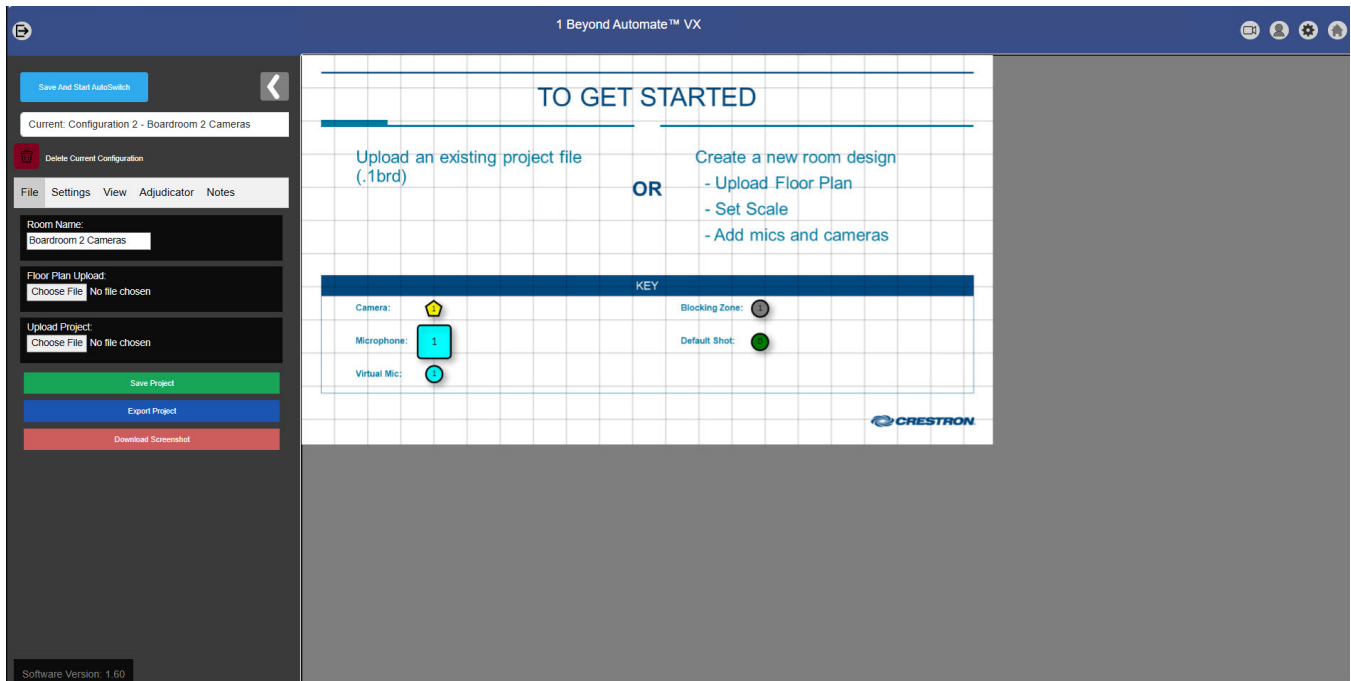 1 Beyond Automate™ VX
Save And Start AutoSwitch
Current: Configuration 2 - Boardroom 2 Cameras
Delete Current Configuration
File Settings View Adjudicator Notes
Room Name:
Boardroom 2 Cameras
Floor Plan Upload:
Choose File No file chosen
Upload Project:
Choose File No file chosen
Save Project
Export Project
Download Screenshot
Software Version: 1.60
TO GET STARTED
Upload an existing project file
(.1brd)
OR
Create a new room design
- Upload Floor Plan
- Set Scale
- Add mics and cameras
KEY
Camera: 1
Microphone: 1
Virtual Mic: 1
Blocking Zone: 1
Default Shot: D
CRESTRON